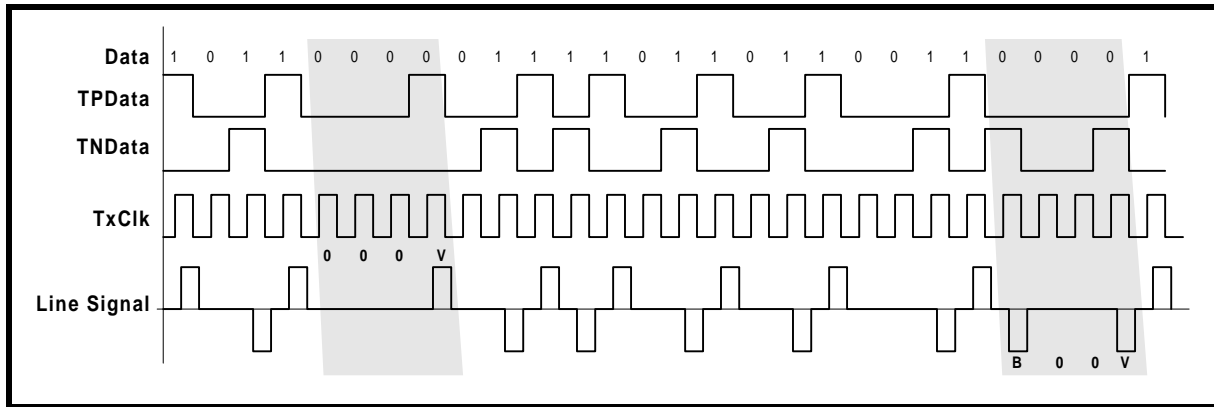 Data 1 0 1 1 0 0 0 0 0 1 1 1 1 0 1 1 0 1 1 0 0 1 1 0 0 0 0 1
TPData
TNData
TxClk
0 0 0 V
Line Signal
B 0 0 V